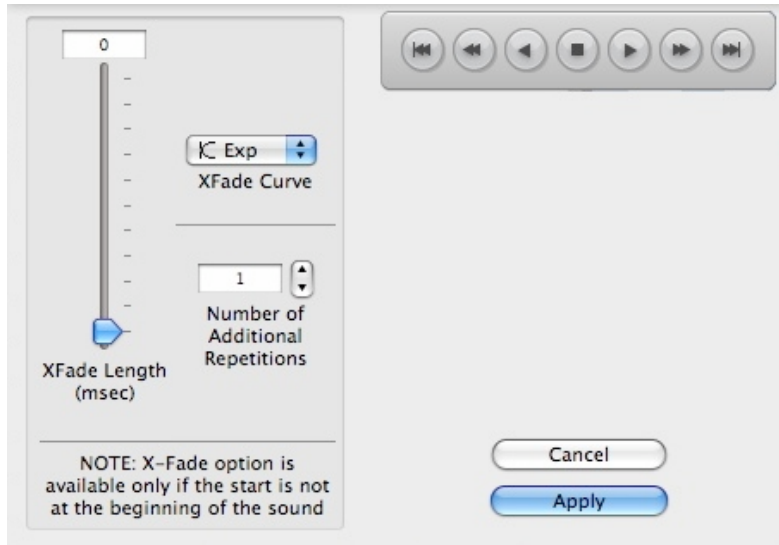 0
Exp
XFade Curve
1
Number of
Additional
Repetitions
XFade Length
(msec)
NOTE: X-Fade option is
available only if the start is not
at the beginning of the sound
Cancel
Apply